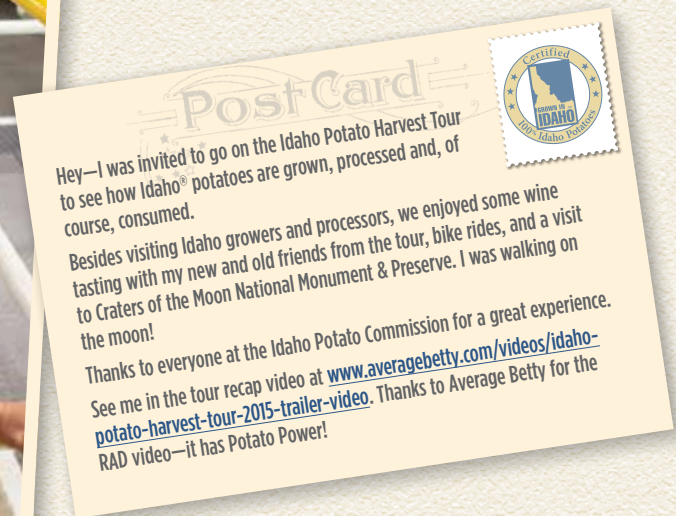 Post Card
Certified
GROWN IN
IDAHO®
100% Idaho Potatoes
Hey—I was invited to go on the Idaho Potato Harvest Tour
to see how Idaho® potatoes are grown, processed and, of
course, consumed.
Besides visiting Idaho growers and processors, we enjoyed some wine
tasting with my new and old friends from the tour, bike rides, and a visit
to Craters of the Moon National Monument & Preserve. I was walking on
the moon!
Thanks to everyone at the Idaho Potato Commission for a great experience.
See me in the tour recap video at www.averagebetty.com/videos/idaho-
potato-harvest-tour-2015-trailer-video. Thanks to Average Betty for the
RAD video—it has Potato Power!